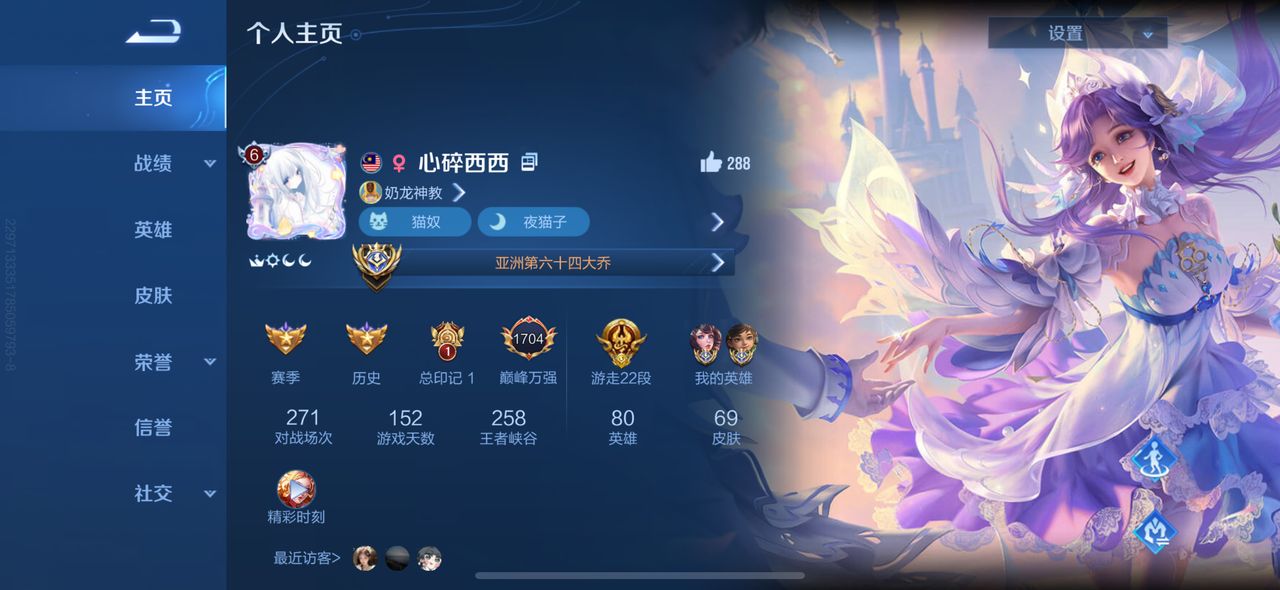 个人主页
设置
主页
战绩
英雄
皮肤
荣誉
信誉
社交
6
心碎西西
288
奶龙神教
猫奴
夜猫子
亚洲第六十四大乔
1
1704
赛季
历史
总印记 1
巅峰万强
游走22段
我的英雄
271
152
258
80
69
对战场次
游戏天数
王者峡谷
英雄
皮肤
精彩时刻
最近访客>